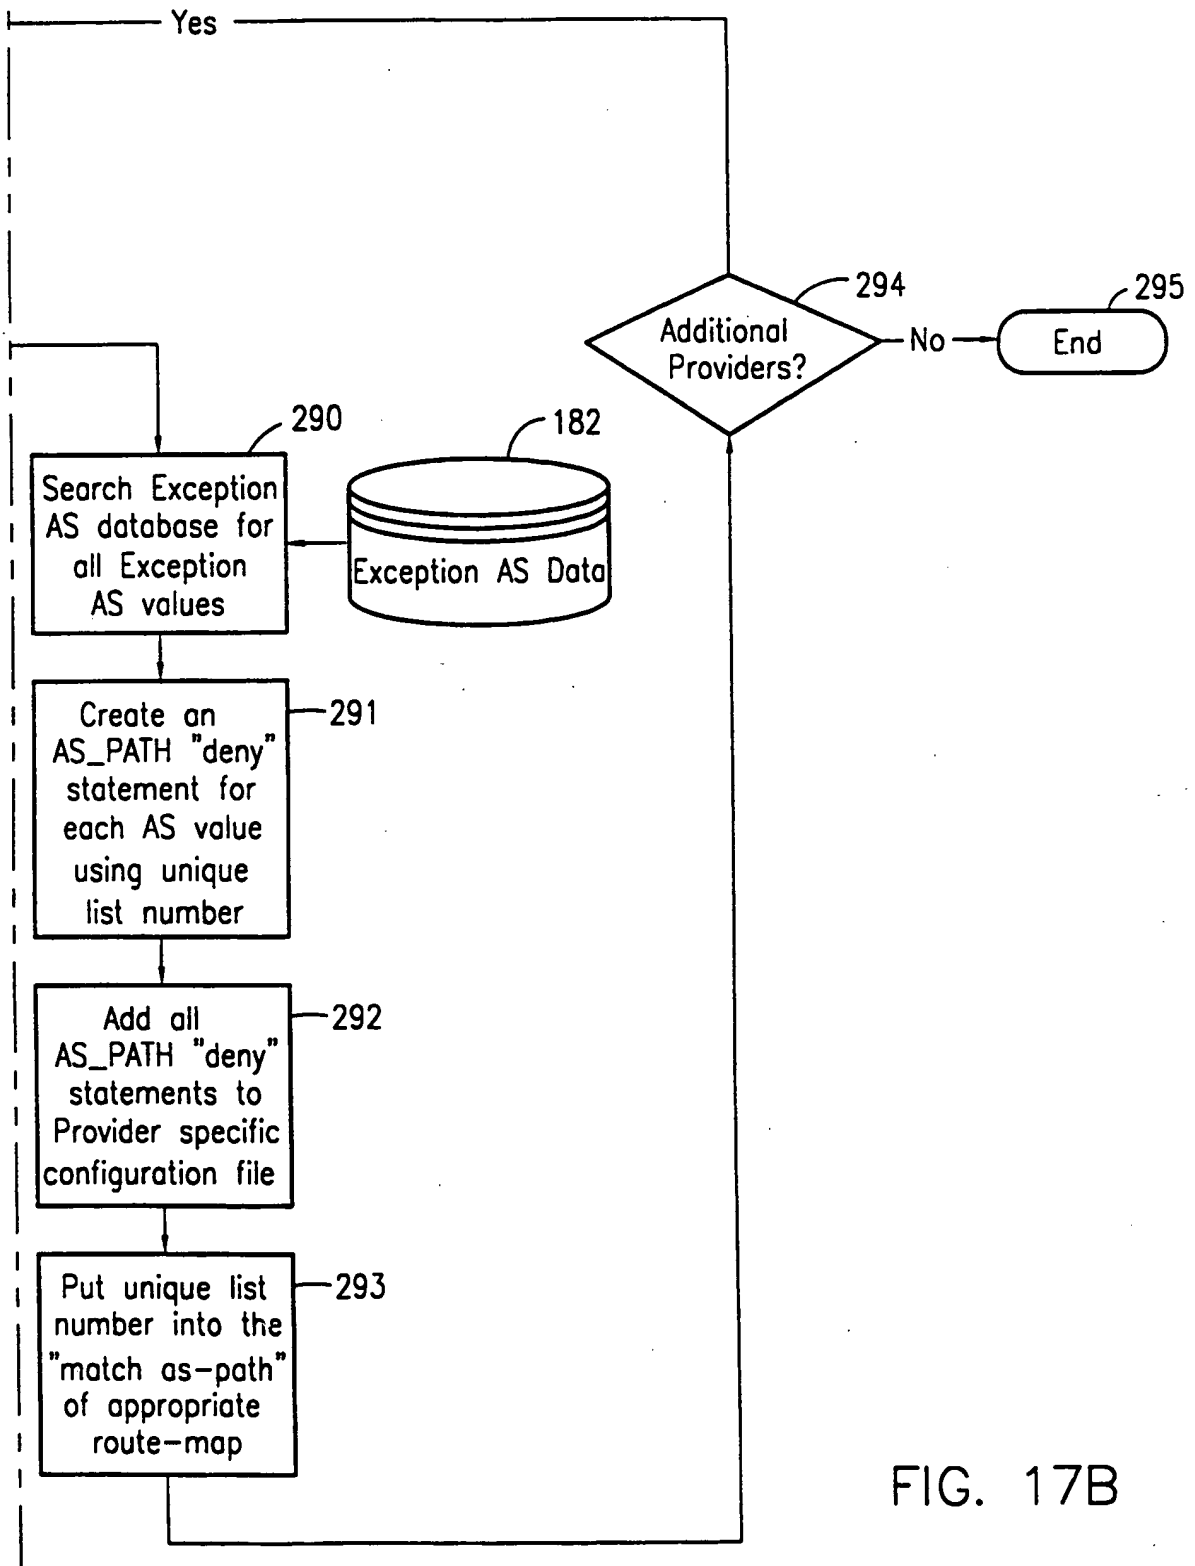 Yes
294
295
Additional
Providers?
No
End
290
182
Search Exception
AS database for
all Exception
AS values
Exception AS Data
291
Create an
AS_PATH "deny"
statement for
each AS value
using unique
list number
292
Add all
AS_PATH "deny"
statements to
Provider specific
configuration file
293
Put unique list
number into the
"match as-path"
of appropriate
route-map
FIG. 17B